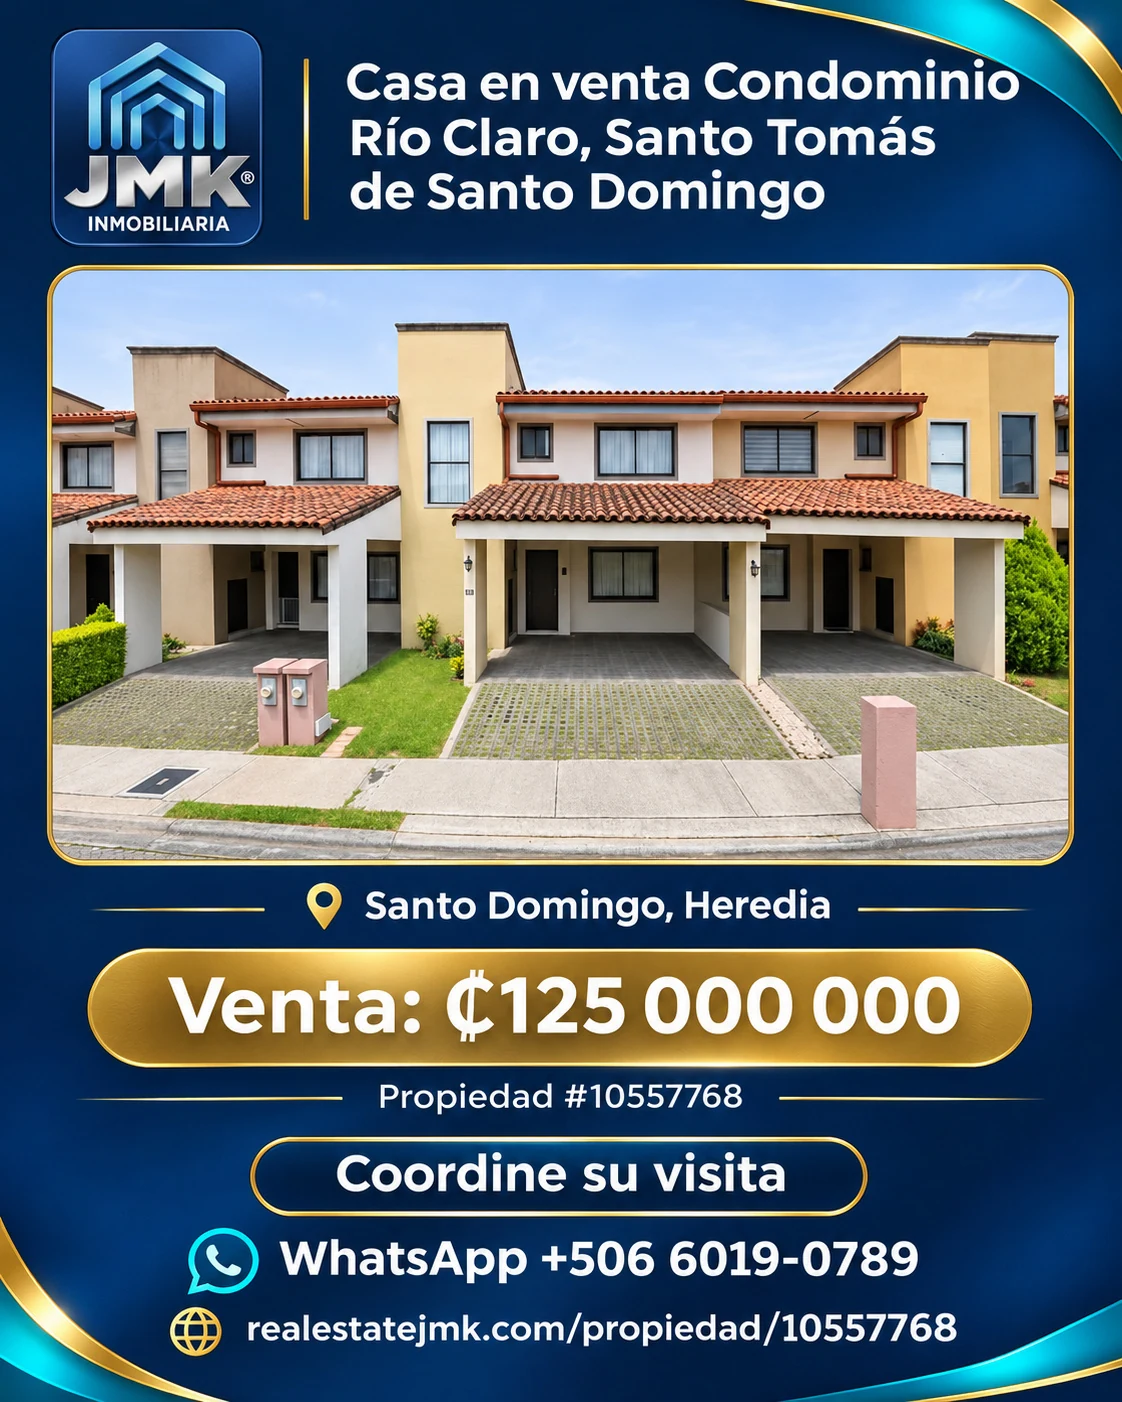 JMK®
INMOBILIARIA
Casa en venta Condominio
Río Claro, Santo Tomás
de Santo Domingo
Santo Domingo, Heredia
Venta: ₡125 000 000
Propiedad #10557768
Coordine su visita
WhatsApp +506 6019-0789
realestatejmk.com/propiedad/10557768